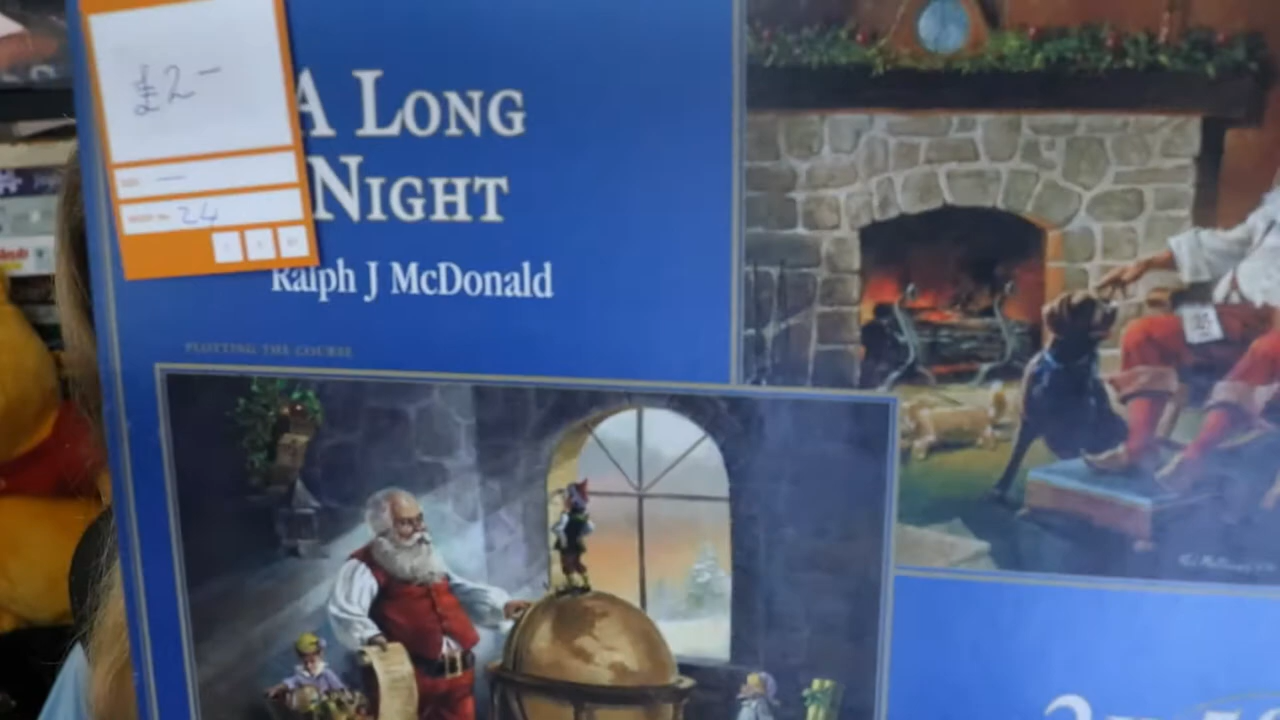 £2-
24
A LONG
NIGHT
Ralph J McDonald
PLOTTING THE COURSE